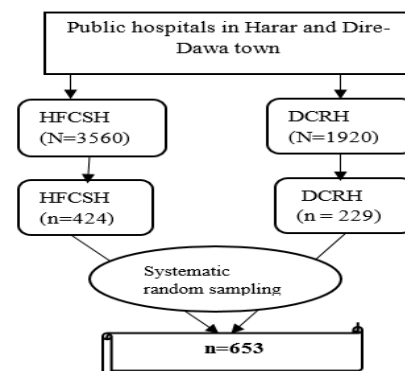 Public hospitals in Harar and Dire-
Dawa town
HFCSH
(N=3560)
DCRH
(N=1920)
HFCSH
(n=424)
DCRH
(n = 229)
Systematic
random sampling
n=653